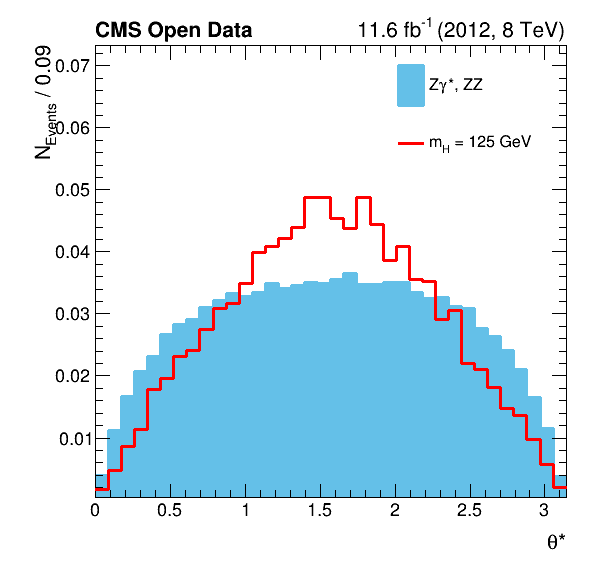 CMS Open Data
11.6 fb-1 (2012, 8 TeV)
NEvents / 0.09
Zγ*, ZZ
mH = 125 GeV
0.07
0.06
0.05
0.04
0.03
0.02
0.01
0 0.5 1 1.5 2 2.5 3
θ*